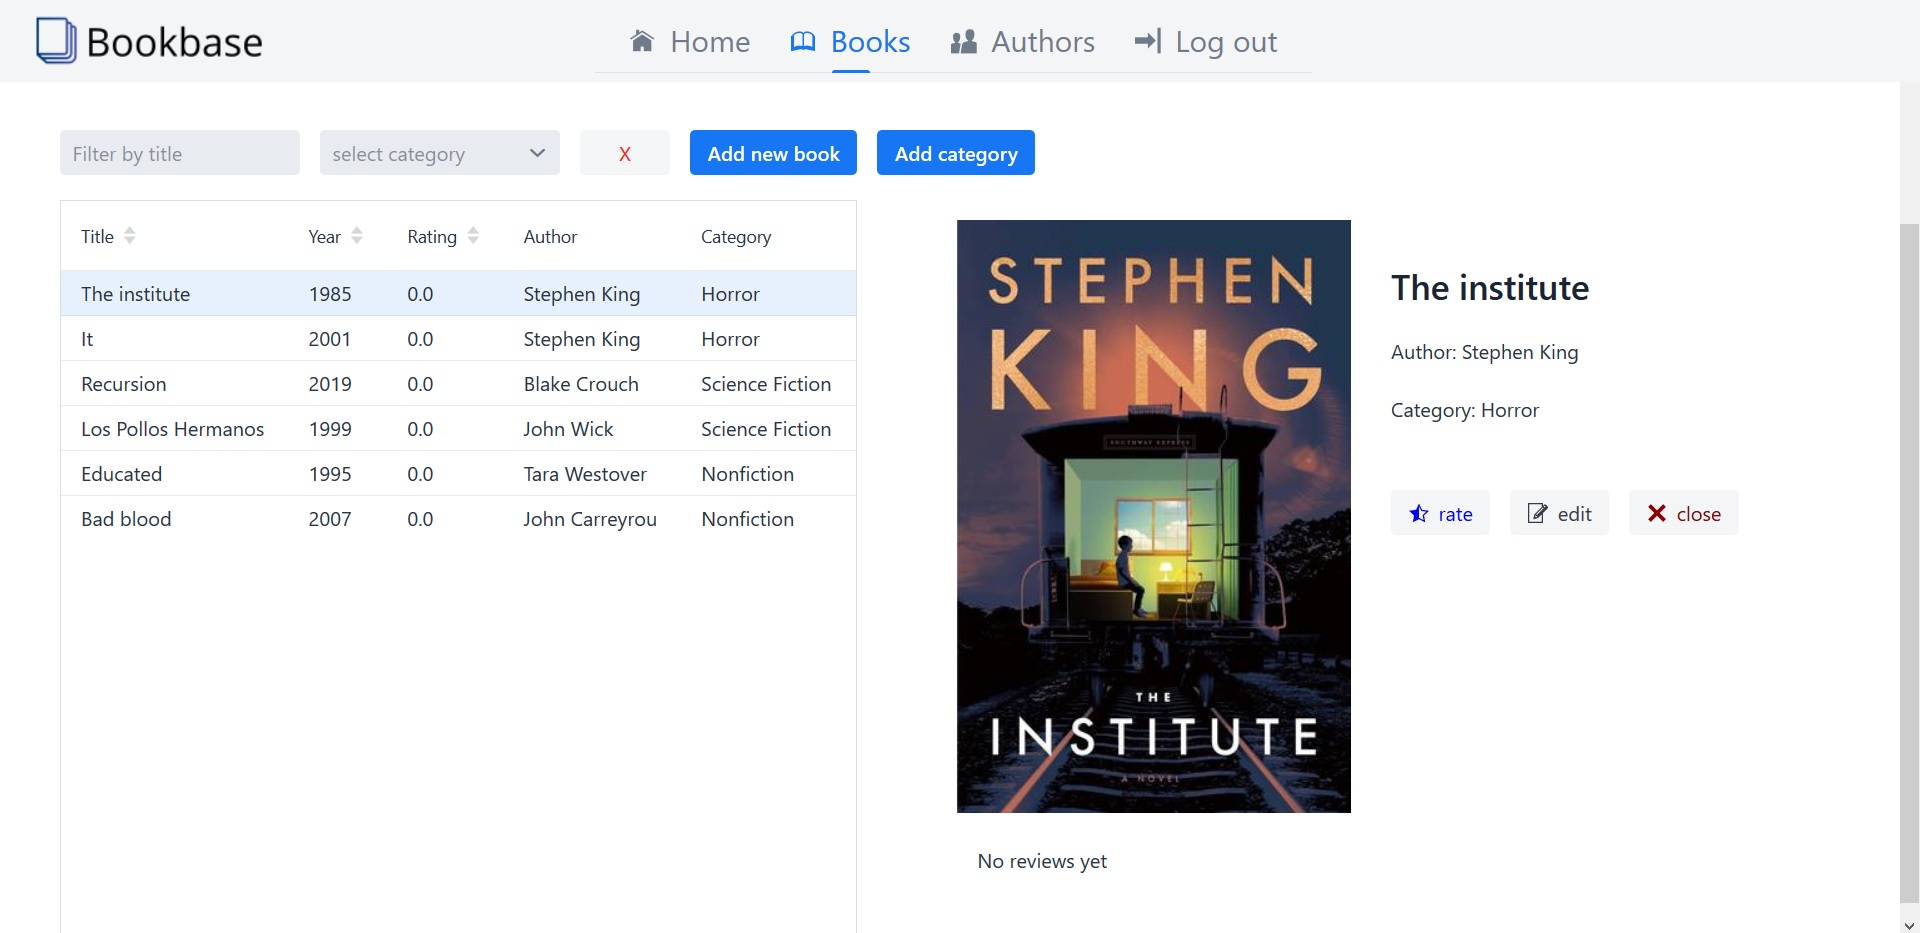 Bookbase
Home Books Authors Log out
Filter by title select category X Add new book Add category
Title Year Rating Author Category
The institute 1985 0.0 Stephen King Horror
It 2001 0.0 Stephen King Horror
Recursion 2019 0.0 Blake Crouch Science Fiction
Los Pollos Hermanos 1999 0.0 John Wick Science Fiction
Educated 1995 0.0 Tara Westover Nonfiction
Bad blood 2007 0.0 John Carreyrou Nonfiction
STEPHEN
KING
SOUTHWAY EXPRESS
THE
INSTITUTE
A NOVEL
The institute
Author: Stephen King
Category: Horror
rate edit close
No reviews yet